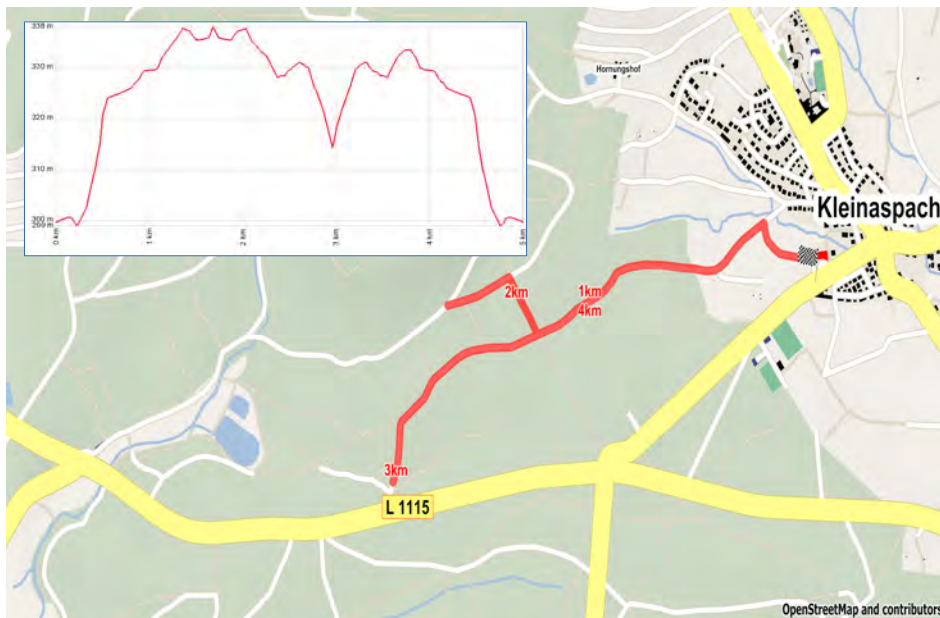 338 m
330 m
320 m
310 m
300 m
299 m
0 km
1 km
2 km
3 km
4 km
5 km
Hornungshof
Kleinaspach
1km
2km
4km
3km
L 1115
OpenStreetMap and contributors